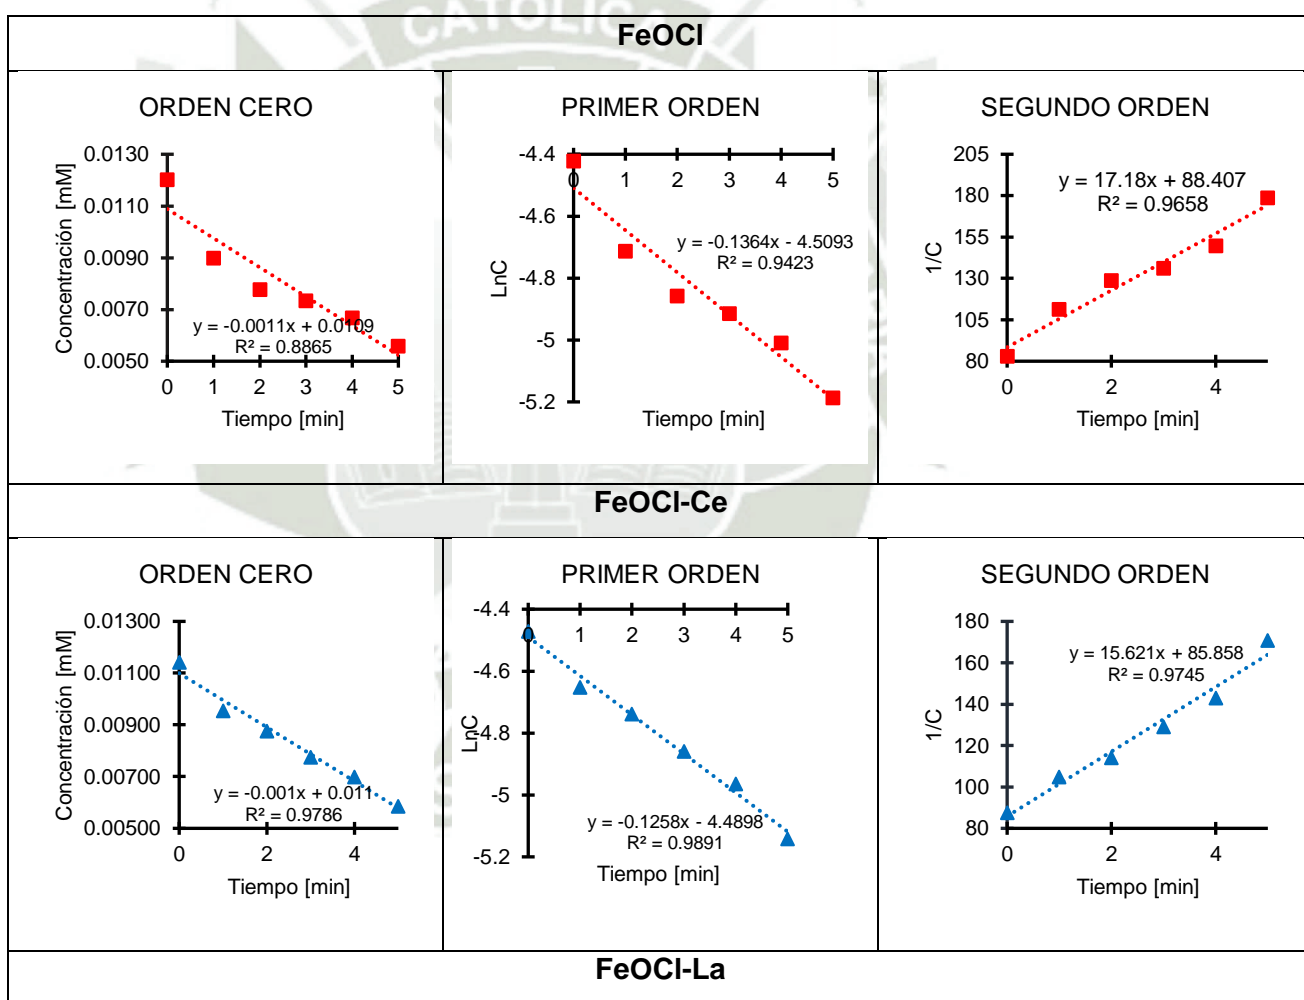 CATOLICA
FeOCl
ORDEN CERO
Concentración [mM]
0.0130
0.0110
0.0090
0.0070
0.0050
y = -0.0011x + 0.0109
R² = 0.8865
0 1 2 3 4 5
Tiempo [min]
PRIMER ORDEN
LnC
-4.4
-4.6
-4.8
-5
-5.2
0 1 2 3 4 5
y = -0.1364x - 4.5093
R² = 0.9423
Tiempo [min]
SEGUNDO ORDEN
1/C
205
180
155
130
105
80
y = 17.18x + 88.407
R² = 0.9658
0 2 4
Tiempo [min]
FeOCl-Ce
ORDEN CERO
Concentración [mM]
0.01300
0.01100
0.00900
0.00700
0.00500
y = -0.001x + 0.011
R² = 0.9786
0 2 4
Tiempo [min]
PRIMER ORDEN
LnC
-4.4
-4.6
-4.8
-5
-5.2
0 1 2 3 4 5
y = -0.1258x - 4.4898
R² = 0.9891
Tiempo [min]
SEGUNDO ORDEN
1/C
180
160
140
120
100
80
y = 15.621x + 85.858
R² = 0.9745
0 2 4
Tiempo [min]
FeOCl-La